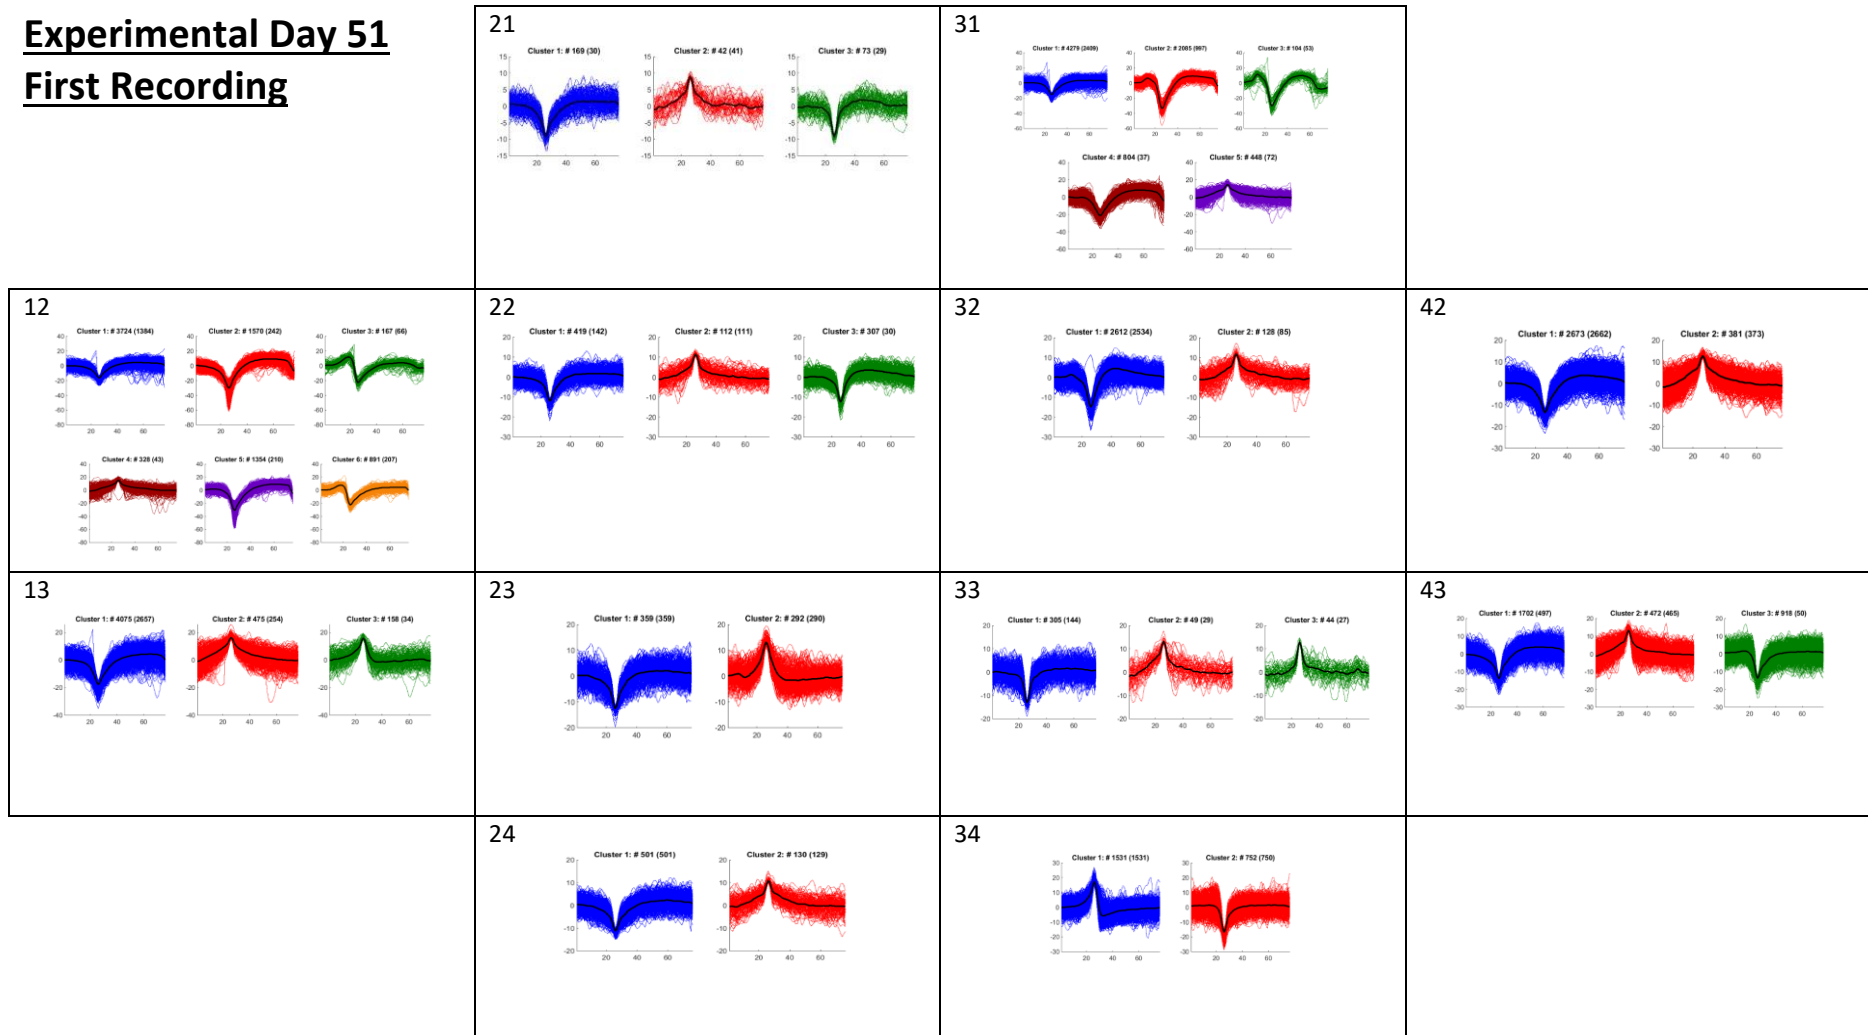 Experimental Day 51
First Recording
21
Cluster 1: # 169 (30)
Cluster 2: # 42 (41)
Cluster 3: # 73 (29)
31
Cluster 1: # 4279 (2409)
Cluster 2: # 2085 (997)
Cluster 3: # 104 (53)
Cluster 4: # 804 (37)
Cluster 5: # 448 (72)
12
Cluster 1: # 3724 (1384)
Cluster 2: # 1570 (242)
Cluster 3: # 167 (66)
Cluster 4: # 328 (43)
Cluster 5: # 1354 (210)
Cluster 6: # 891 (207)
22
Cluster 1: # 419 (142)
Cluster 2: # 112 (111)
Cluster 3: # 307 (30)
32
Cluster 1: # 2612 (2534)
Cluster 2: # 128 (85)
42
Cluster 1: # 2673 (2662)
Cluster 2: # 381 (373)
13
Cluster 1: # 4075 (2657)
Cluster 2: # 475 (254)
Cluster 3: # 158 (34)
23
Cluster 1: # 359 (359)
Cluster 2: # 292 (290)
33
Cluster 1: # 305 (144)
Cluster 2: # 49 (29)
Cluster 3: # 44 (27)
43
Cluster 1: # 1702 (497)
Cluster 2: # 472 (465)
Cluster 3: # 918 (50)
24
Cluster 1: # 501 (501)
Cluster 2: # 130 (129)
34
Cluster 1: # 1531 (1531)
Cluster 2: # 752 (750)